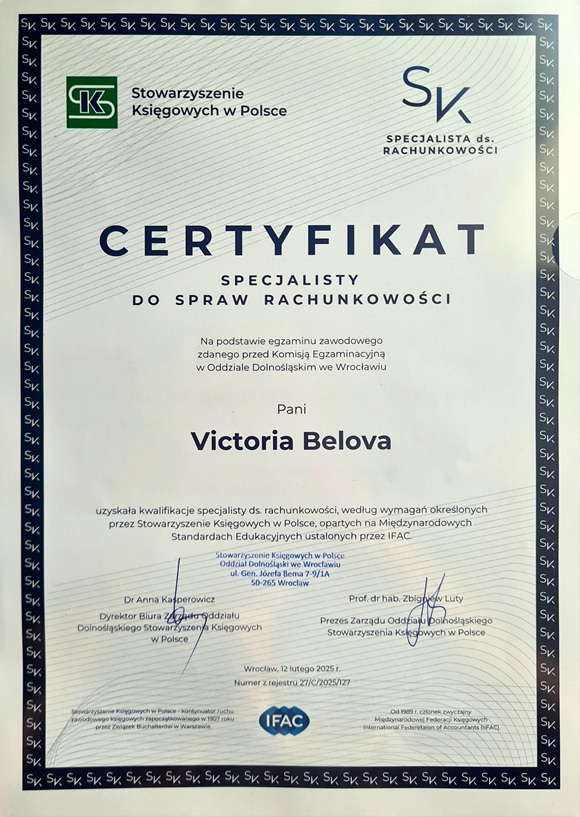 Stowarzyszenie
Księgowych w Polsce
SK
SPECJALISTA ds.
RACHUNKOWOŚCI
CERTYFIKAT
SPECJALISTY
DO SPRAW RACHUNKOWOŚCI
Na podstawie egzaminu zawodowego
zdanego przed Komisją Egzaminacyjną
w Oddziale Dolnośląskim we Wrocławiu
Pani
Victoria Belova
uzyskała kwalifikacje specjalisty ds. rachunkowości, według wymagań określonych
przez Stowarzyszenie Księgowych w Polsce, opartych na Międzynarodowych
Standardach Edukacyjnych ustalonych przez IFAC.
Stowarzyszenie Księgowych w Polsce
Oddział Dolnośląski we Wrocławiu
ul. Gen. Józefa Bema 7-9/1A
50-265 Wrocław
Dr Anna Kasperowicz
Dyrektor Biura Zarządu Oddziału
Dolnośląskiego Stowarzyszenia Księgowych
w Polsce
Prof. dr hab. Zbigniew Luty
Prezes Zarządu Oddziału Dolnośląskiego
Stowarzyszenia Księgowych w Polsce
Wrocław, 12 lutego 2025 r.
Numer z rejestru 27/C/2025/127
Stowarzyszenie Księgowych w Polsce - kontynuator ruchu
zawodowego księgowych zapoczątkowanego w 1907 roku
przez Związek Buchalterów w Warszawie.
IFAC
Od 1989 r. członek zwyczajny
Międzynarodowej Federacji Księgowych
International Federetaion of Accountants (IFAC)